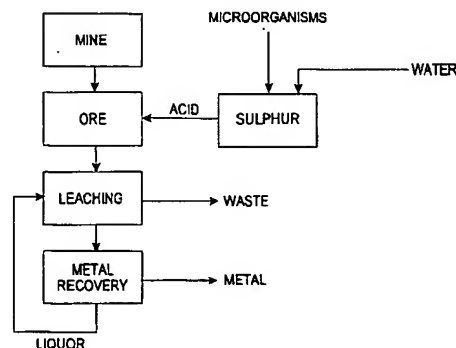 MICROORGANISMS
MINE
WATER
ACID
ORE
SULPHUR
LEACHING
WASTE
METAL
RECOVERY
METAL
LIQUOR